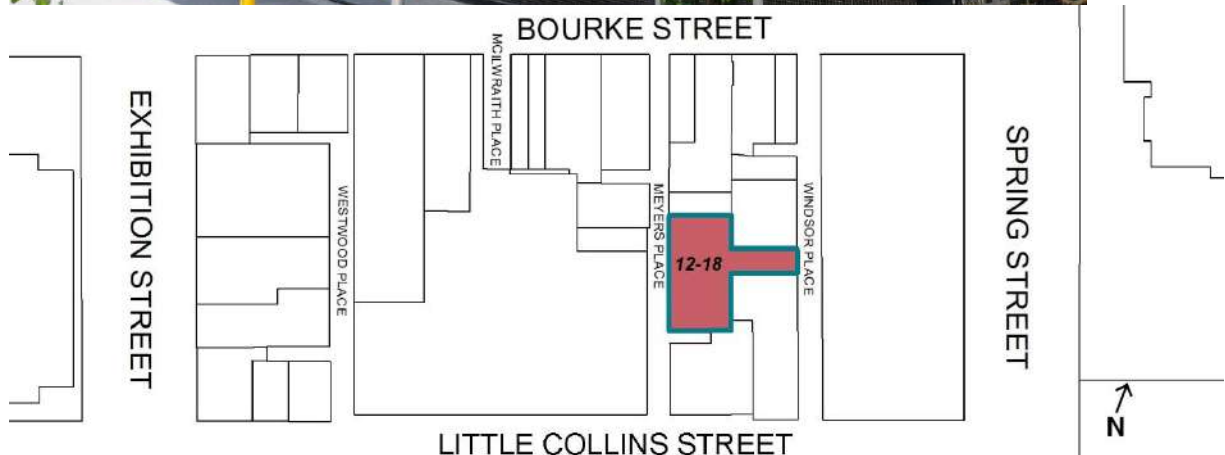 BOURKE STREET
EXHIBITION STREET
WESTWOOD PLACE
MCILWRAITH PLACE
MEYERS PLACE
12-18
WINDSOR PLACE
SPRING STREET
N
LITTLE COLLINS STREET